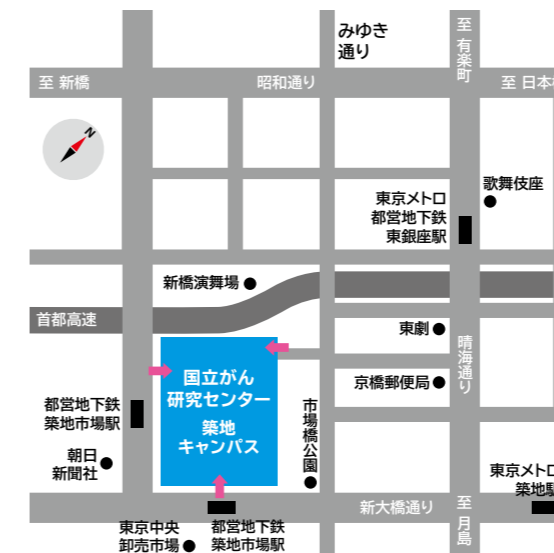 みゆき
通り
至 有楽町
至 新橋
昭和通り
至 日本
N
歌舞伎座
東京メトロ
都営地下鉄
東銀座駅
新橋演舞場
首都高速
東劇
晴海通り
国立がん
研究センター
築地
キャンパス
京橋郵便局
都営地下鉄
築地市場駅
市場橋公園
朝日
新聞社
東京メトロ
築地駅
新大橋通り
至 月島
東京中央
卸売市場
都営地下鉄
築地市場駅